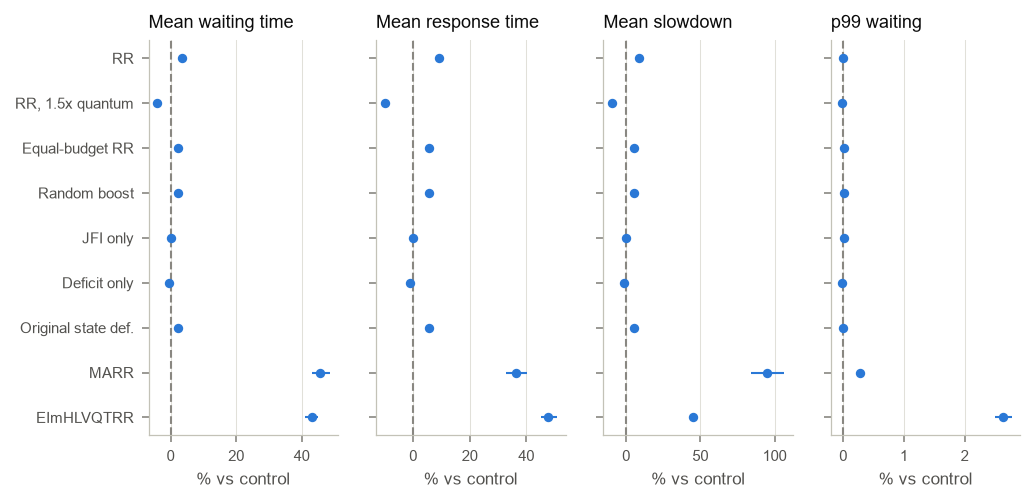 Mean waiting time
Mean response time
Mean slowdown
p99 waiting
RR
RR, 1.5x quantum
Equal-budget RR
Random boost
JFI only
Deficit only
Original state def.
MARR
EImHLVQTRR
0 20 40
0 20 40
0 50 100
0 1 2
% vs control
% vs control
% vs control
% vs control